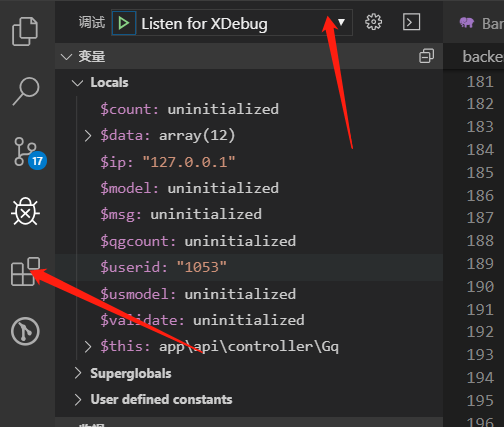 调试 Listen for XDebug
变量
Locals
$count: uninitialized
$data: array(12)
$ip: "127.0.0.1"
$model: uninitialized
$msg: uninitialized
$qgcount: uninitialized
$userid: "1053"
$usmodel: uninitialized
$validate: uninitialized
$this: app\api\controller\Gq
Superglobals
User defined constants
17
Bar
backe
181
182
183
184
185
186
187
188
189
190
191
192
193
194
195
196